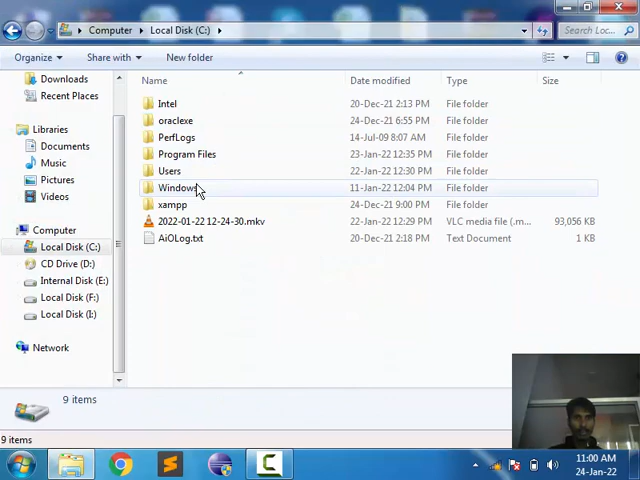 Computer Local Disk (C:) Search Loc...
Organize Share with New folder
Name Date modified Type Size
Downloads
Recent Places
Libraries
Documents
Music
Pictures
Videos
Computer
Local Disk (C:)
CD Drive (D:)
Internal Disk (E:)
Local Disk (F:)
Local Disk (I:)
Network
Intel 20-Dec-21 2:13 PM File folder
oraclexe 24-Dec-21 6:55 PM File folder
PerfLogs 14-Jul-09 8:07 AM File folder
Program Files 23-Jan-22 12:35 PM File folder
Users 22-Jan-22 12:30 PM File folder
Windows 11-Jan-22 12:04 PM File folder
xampp 24-Dec-21 9:00 PM File folder
2022-01-22 12-24-30.mkv 22-Jan-22 12:29 PM VLC media file (.m... 93,056 KB
AiOLog.txt 20-Dec-21 2:18 PM Text Document 1 KB
9 items
9 items
11:00 AM
24-Jan-22